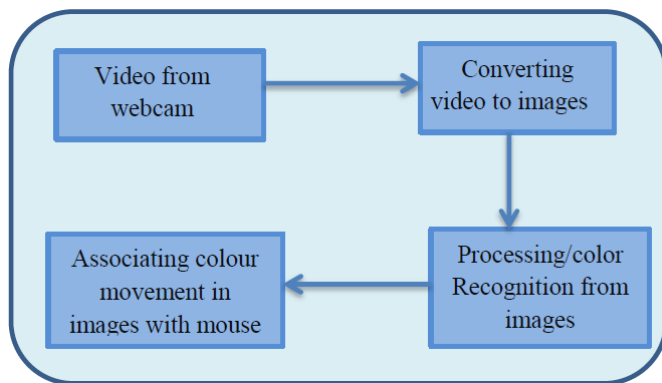 Video from
webcam
Converting
video to images
Processing/color
Recognition from
images
Associating colour
movement in
images with mouse